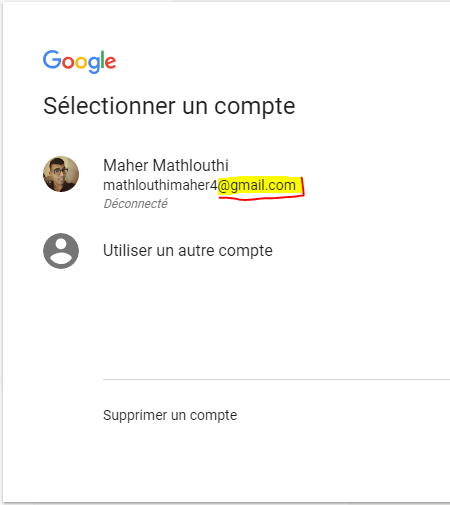 Google
Sélectionner un compte
Maher Mathlouthi
mathlouthimaher4@gmail.com
Déconnecté
Utiliser un autre compte
Supprimer un compte